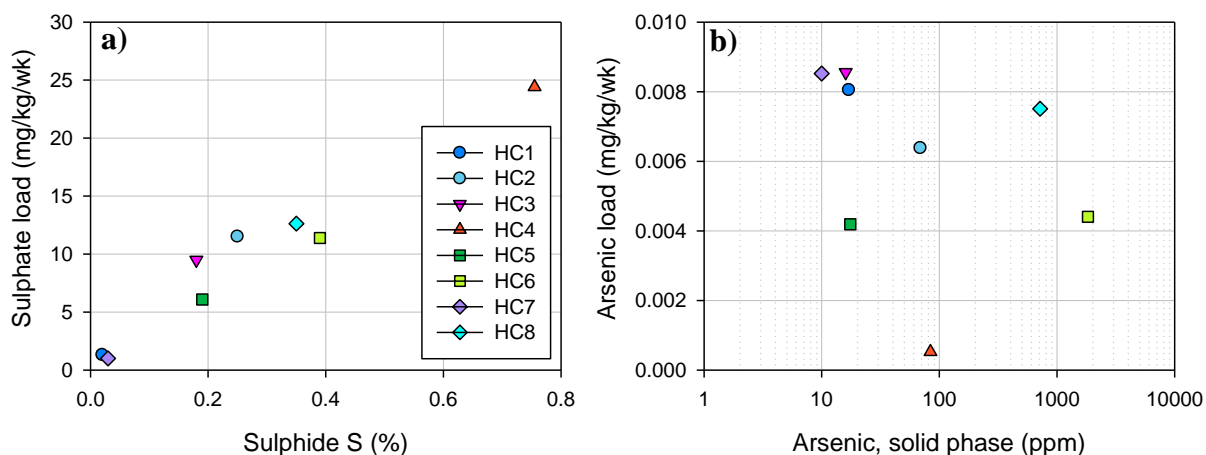 a)
Sulphate load (mg/kg/wk)
30
25
20
15
10
5
0
0.0 0.2 0.4 0.6 0.8
Sulphide S (%)
HC1
HC2
HC3
HC4
HC5
HC6
HC7
HC8
b)
Arsenic load (mg/kg/wk)
0.010
0.008
0.006
0.004
0.002
0.000
1 10 100 1000 10000
Arsenic, solid phase (ppm)